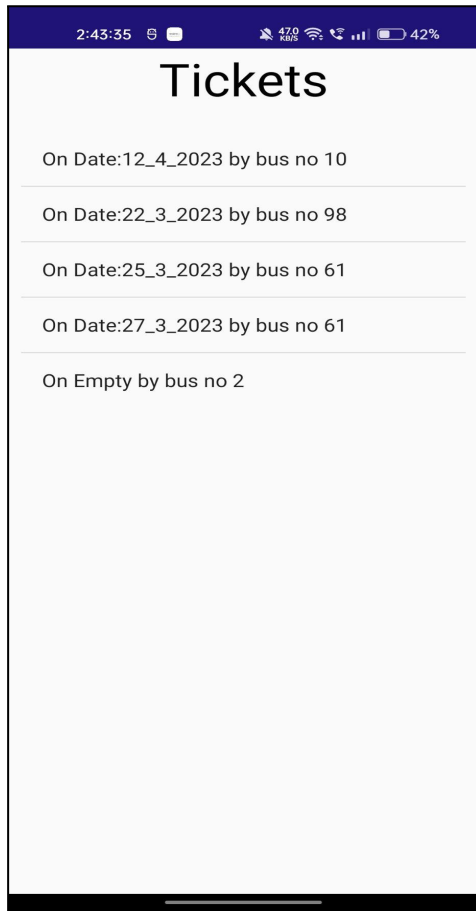 2:43:35 47.0 KB/S 42%
Tickets
On Date:12_4_2023 by bus no 10
On Date:22_3_2023 by bus no 98
On Date:25_3_2023 by bus no 61
On Date:27_3_2023 by bus no 61
On Empty by bus no 2